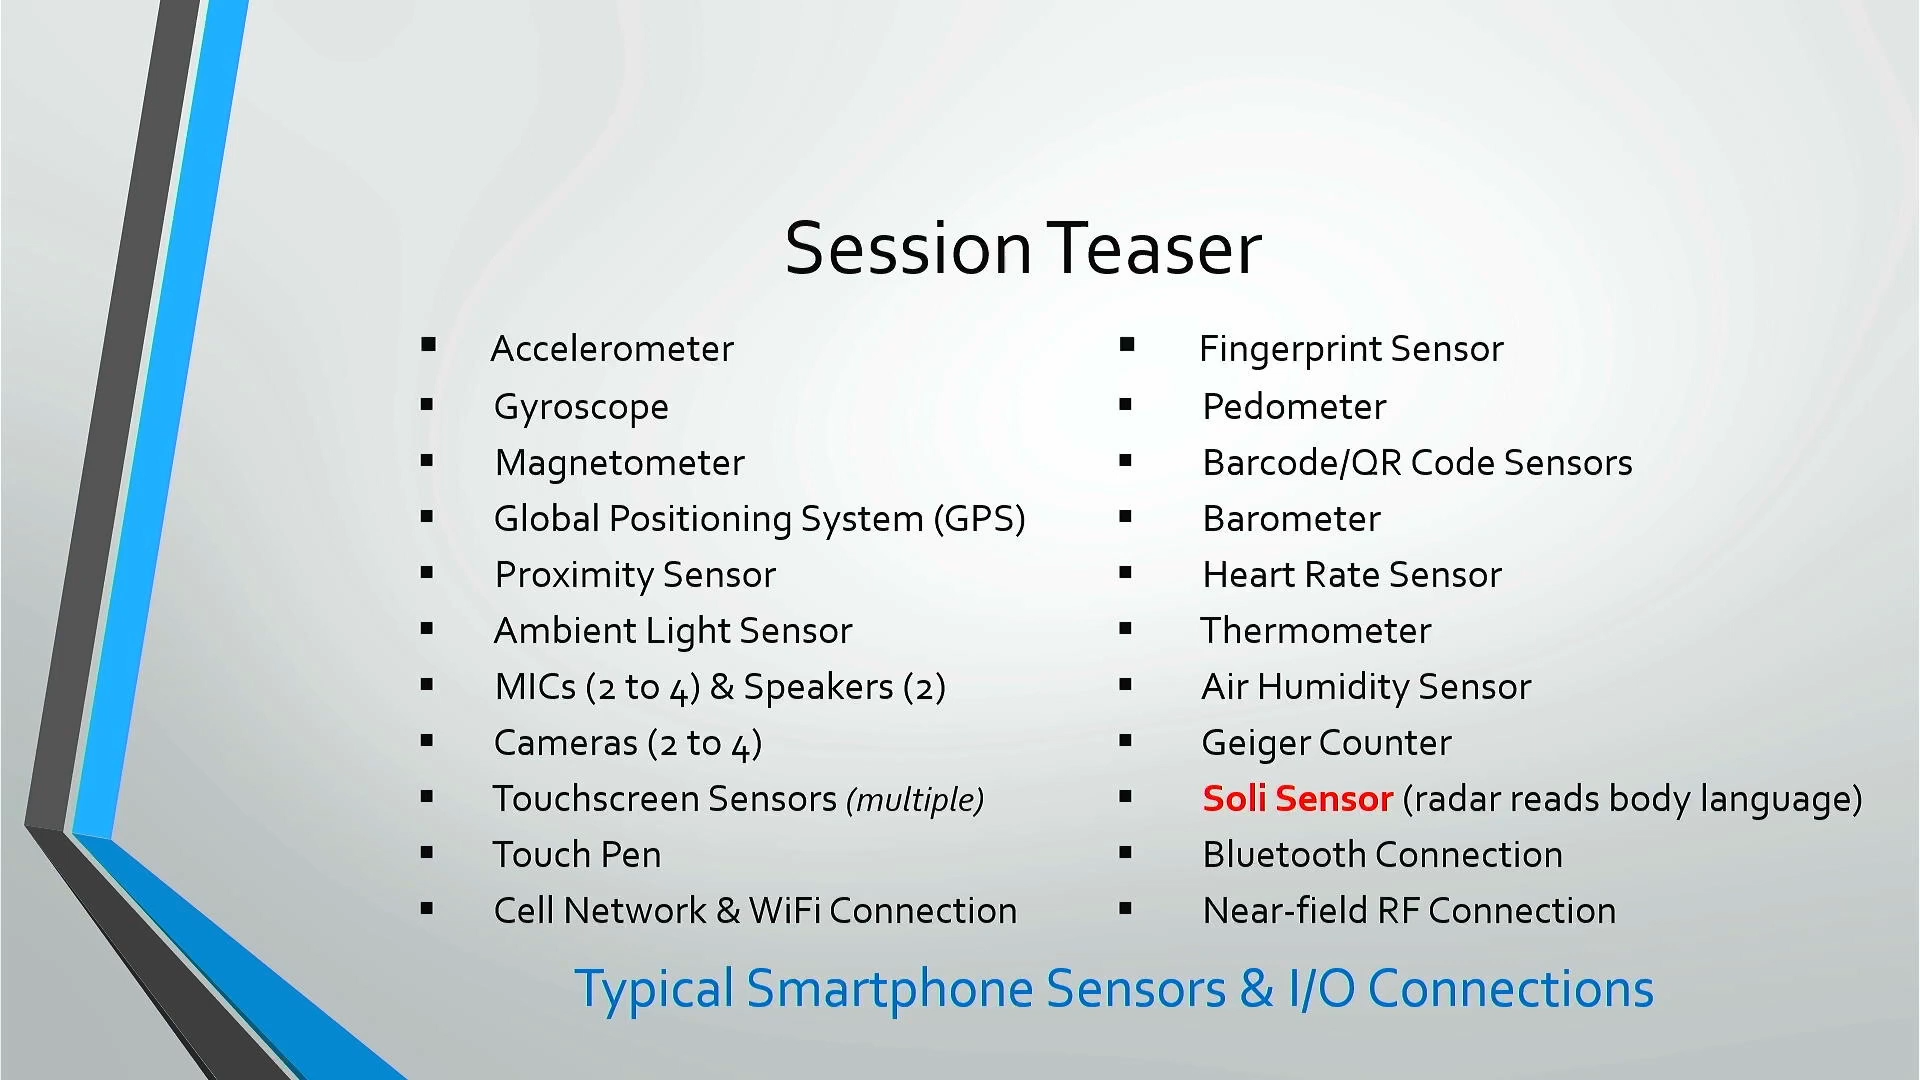 Session Teaser
▪ Accelerometer
▪ Gyroscope
▪ Magnetometer
▪ Global Positioning System (GPS)
▪ Proximity Sensor
▪ Ambient Light Sensor
▪ MICs (2 to 4) & Speakers (2)
▪ Cameras (2 to 4)
▪ Touchscreen Sensors (multiple)
▪ Touch Pen
▪ Cell Network & WiFi Connection
▪ Fingerprint Sensor
▪ Pedometer
▪ Barcode/QR Code Sensors
▪ Barometer
▪ Heart Rate Sensor
▪ Thermometer
▪ Air Humidity Sensor
▪ Geiger Counter
▪ Soli Sensor (radar reads body language)
▪ Bluetooth Connection
▪ Near-field RF Connection
Typical Smartphone Sensors & I/O Connections